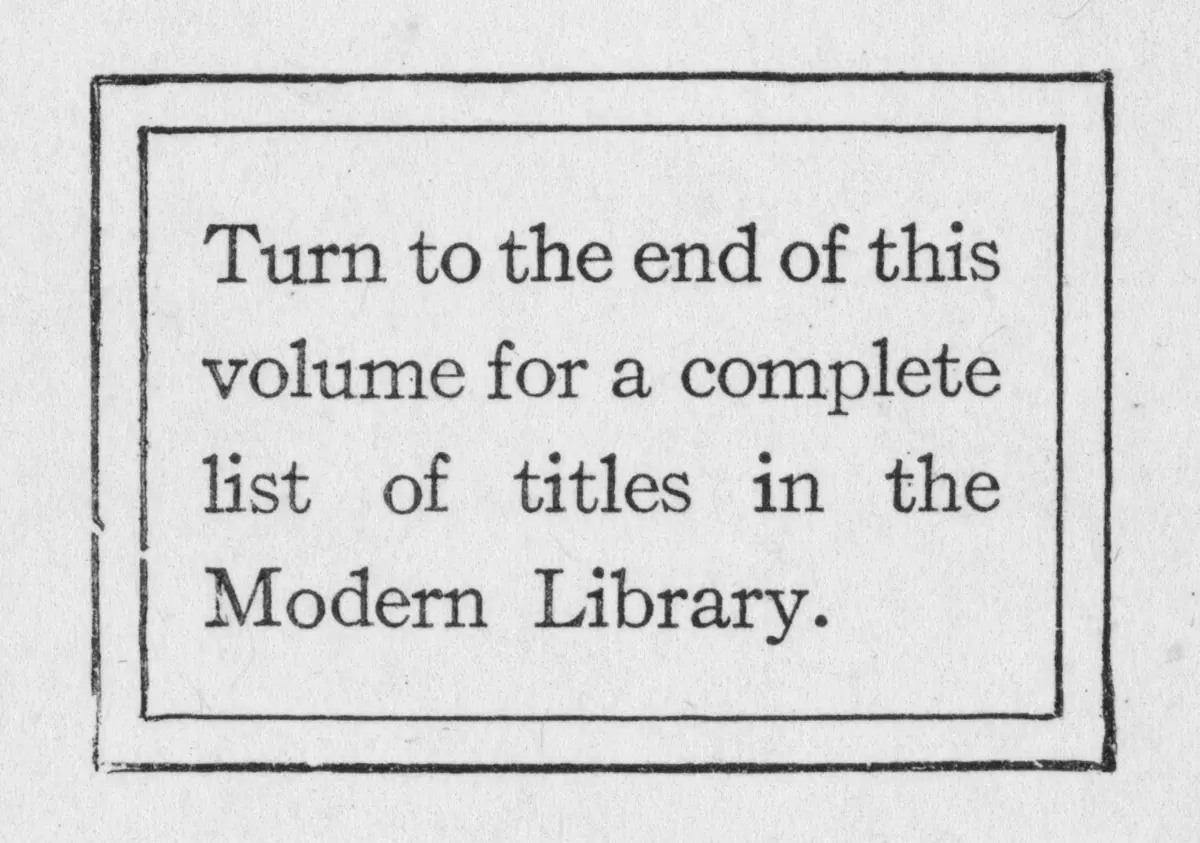 Turn to the end of this
volume for a complete
list of titles in the
Modern Library.